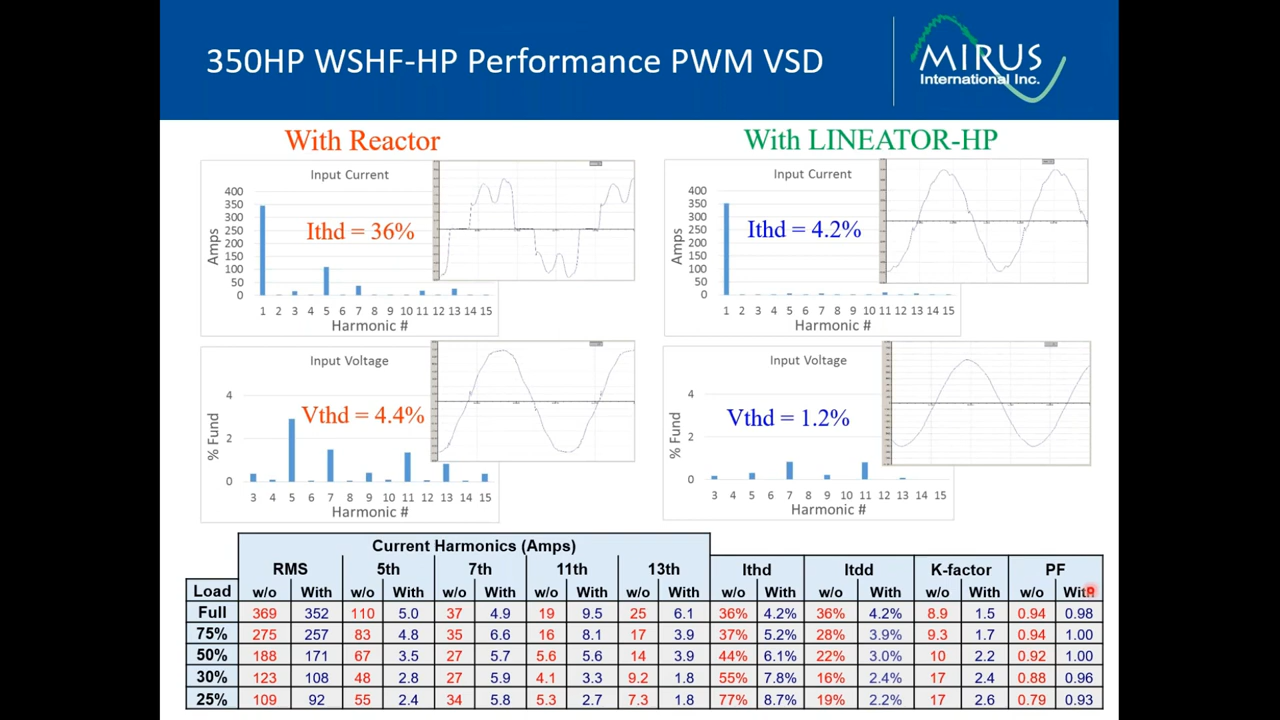 350HP WSHF-HP Performance PWM VSD
MIRUS
International Inc.
With Reactor
With LINEATOR-HP
Input Current
Ithd = 36%
Amps
400
350
300
250
200
150
100
50
0
1 2 3 4 5 6 7 8 9 10 11 12 13 14 15
Harmonic #
Input Current
Ithd = 4.2%
Amps
400
350
300
250
200
150
100
50
0
1 2 3 4 5 6 7 8 9 10 11 12 13 14 15
Harmonic #
Input Voltage
Vthd = 4.4%
% Fund
4
2
0
3 4 5 6 7 8 9 10 11 12 13 14 15
Harmonic #
Input Voltage
Vthd = 1.2%
% Fund
4
2
0
3 4 5 6 7 8 9 10 11 12 13 14 15
Harmonic #
Current Harmonics (Amps)
RMS 5th 7th 11th 13th Ithd Itdd K-factor PF
Load w/o With w/o With w/o With w/o With w/o With w/o With w/o With w/o With w/o With
Full 369 352 110 5.0 37 4.9 19 9.5 25 6.1 36% 4.2% 36% 4.2% 8.9 1.5 0.94 0.98
75% 275 257 83 4.8 35 6.6 16 8.1 17 3.9 37% 5.2% 28% 3.9% 9.3 1.7 0.94 1.00
50% 188 171 67 3.5 27 5.7 5.6 5.6 14 3.9 44% 6.1% 22% 3.0% 10 2.2 0.92 1.00
30% 123 108 48 2.8 27 5.9 4.1 3.3 9.2 1.8 55% 7.8% 16% 2.4% 17 2.4 0.88 0.96
25% 109 92 55 2.4 34 5.8 5.3 2.7 7.3 1.8 77% 8.7% 19% 2.2% 17 2.6 0.79 0.93